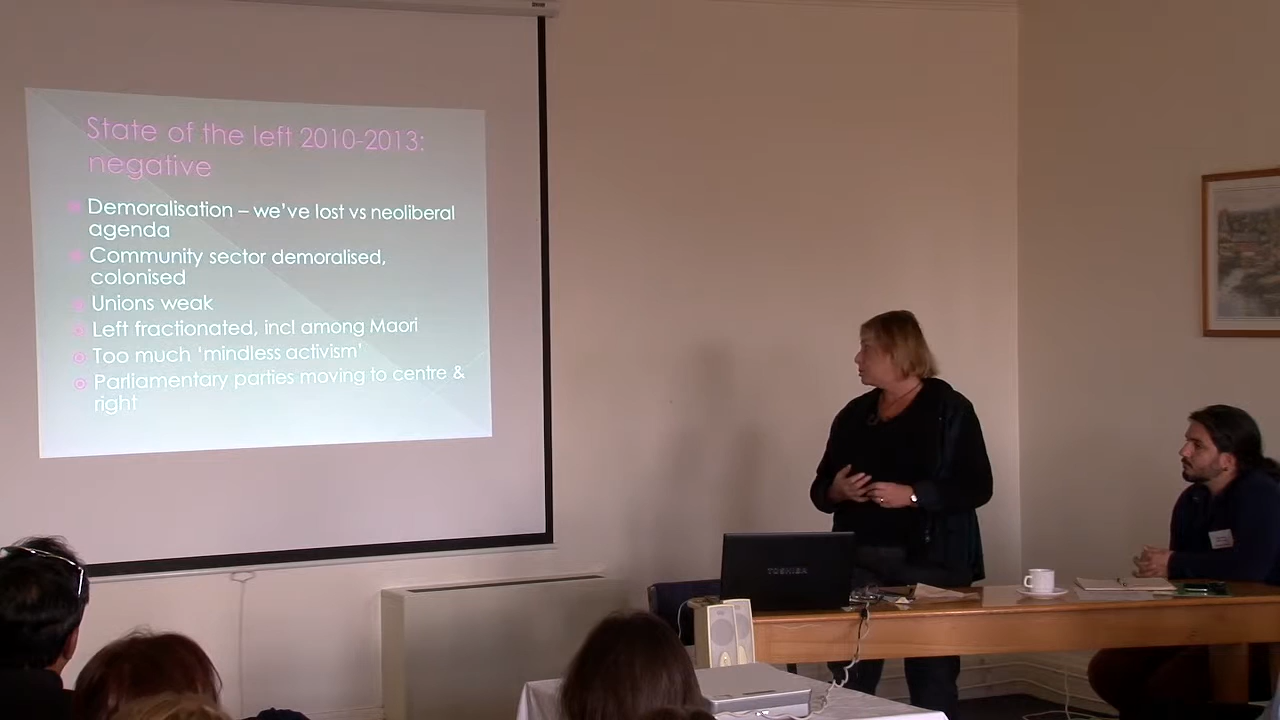 State of the left 2010-2013:
negative
Demoralisation – we've lost vs neoliberal
agenda
Community sector demoralised,
colonised
Unions weak
Left fractionated, incl among Maori
Too much 'mindless activism'
Parliamentary parties moving to centre &
right
TOSHIBA